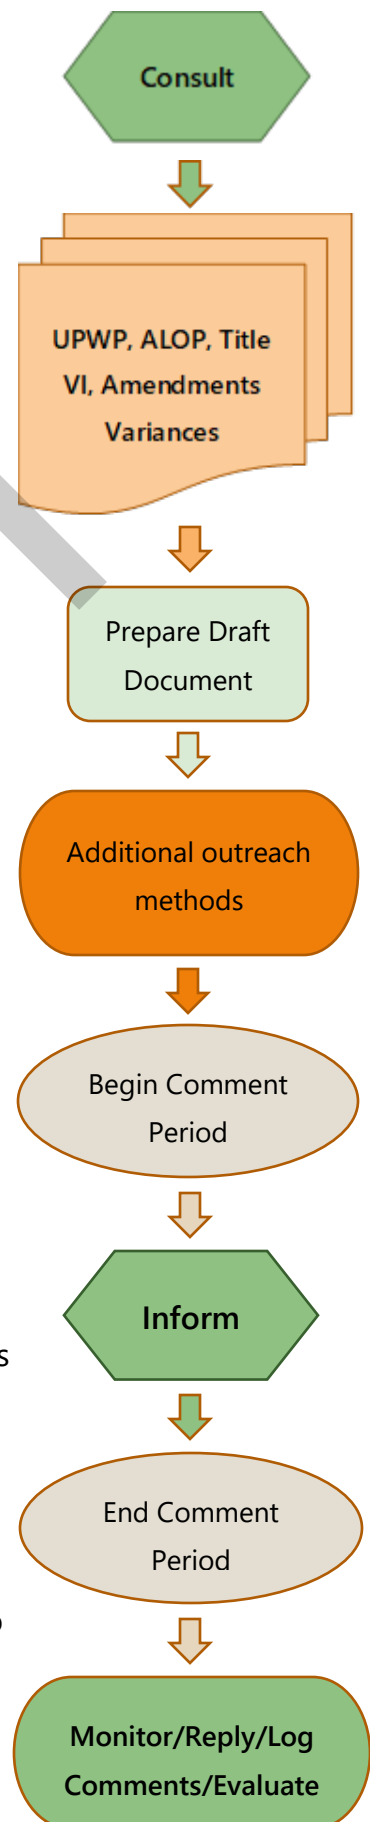 Consult
UPWP, ALOP, Title
VI, Amendments
Variances
Prepare Draft
Document
Additional outreach
methods
Begin Comment
Period
Inform
s
End Comment
Period
Monitor/Reply/Log
Comments/Evaluate